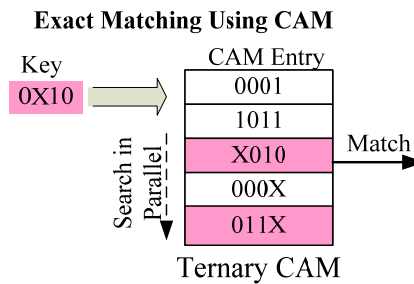 Exact Matching Using CAM
Key
0X10
CAM Entry
0001
1011
X010
000X
011X
Search in
Parallel
Match
Ternary CAM